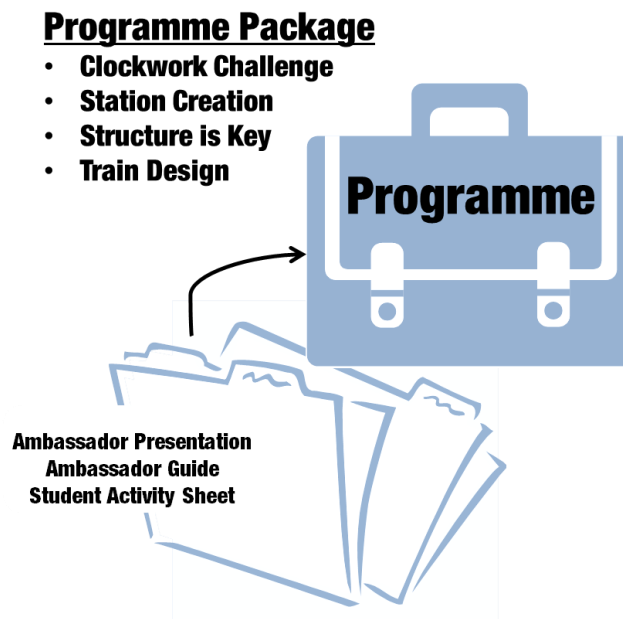 Programme Package
• Clockwork Challenge
• Station Creation
• Structure is Key
• Train Design
Programme
Ambassador Presentation
Ambassador Guide
Student Activity Sheet